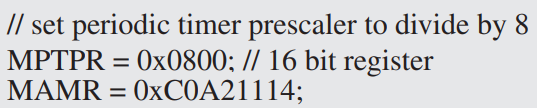 // set periodic timer prescaler to divide by 8
MPTPR = 0x0800; // 16 bit register
MAMR = 0xC0A21114;